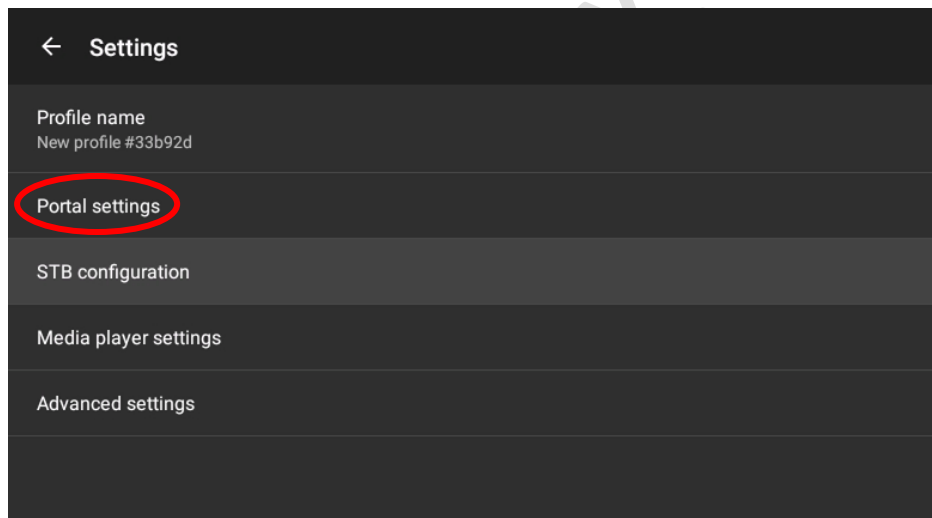 Settings
Profile name
New profile #33b92d
Portal settings
STB configuration
Media player settings
Advanced settings